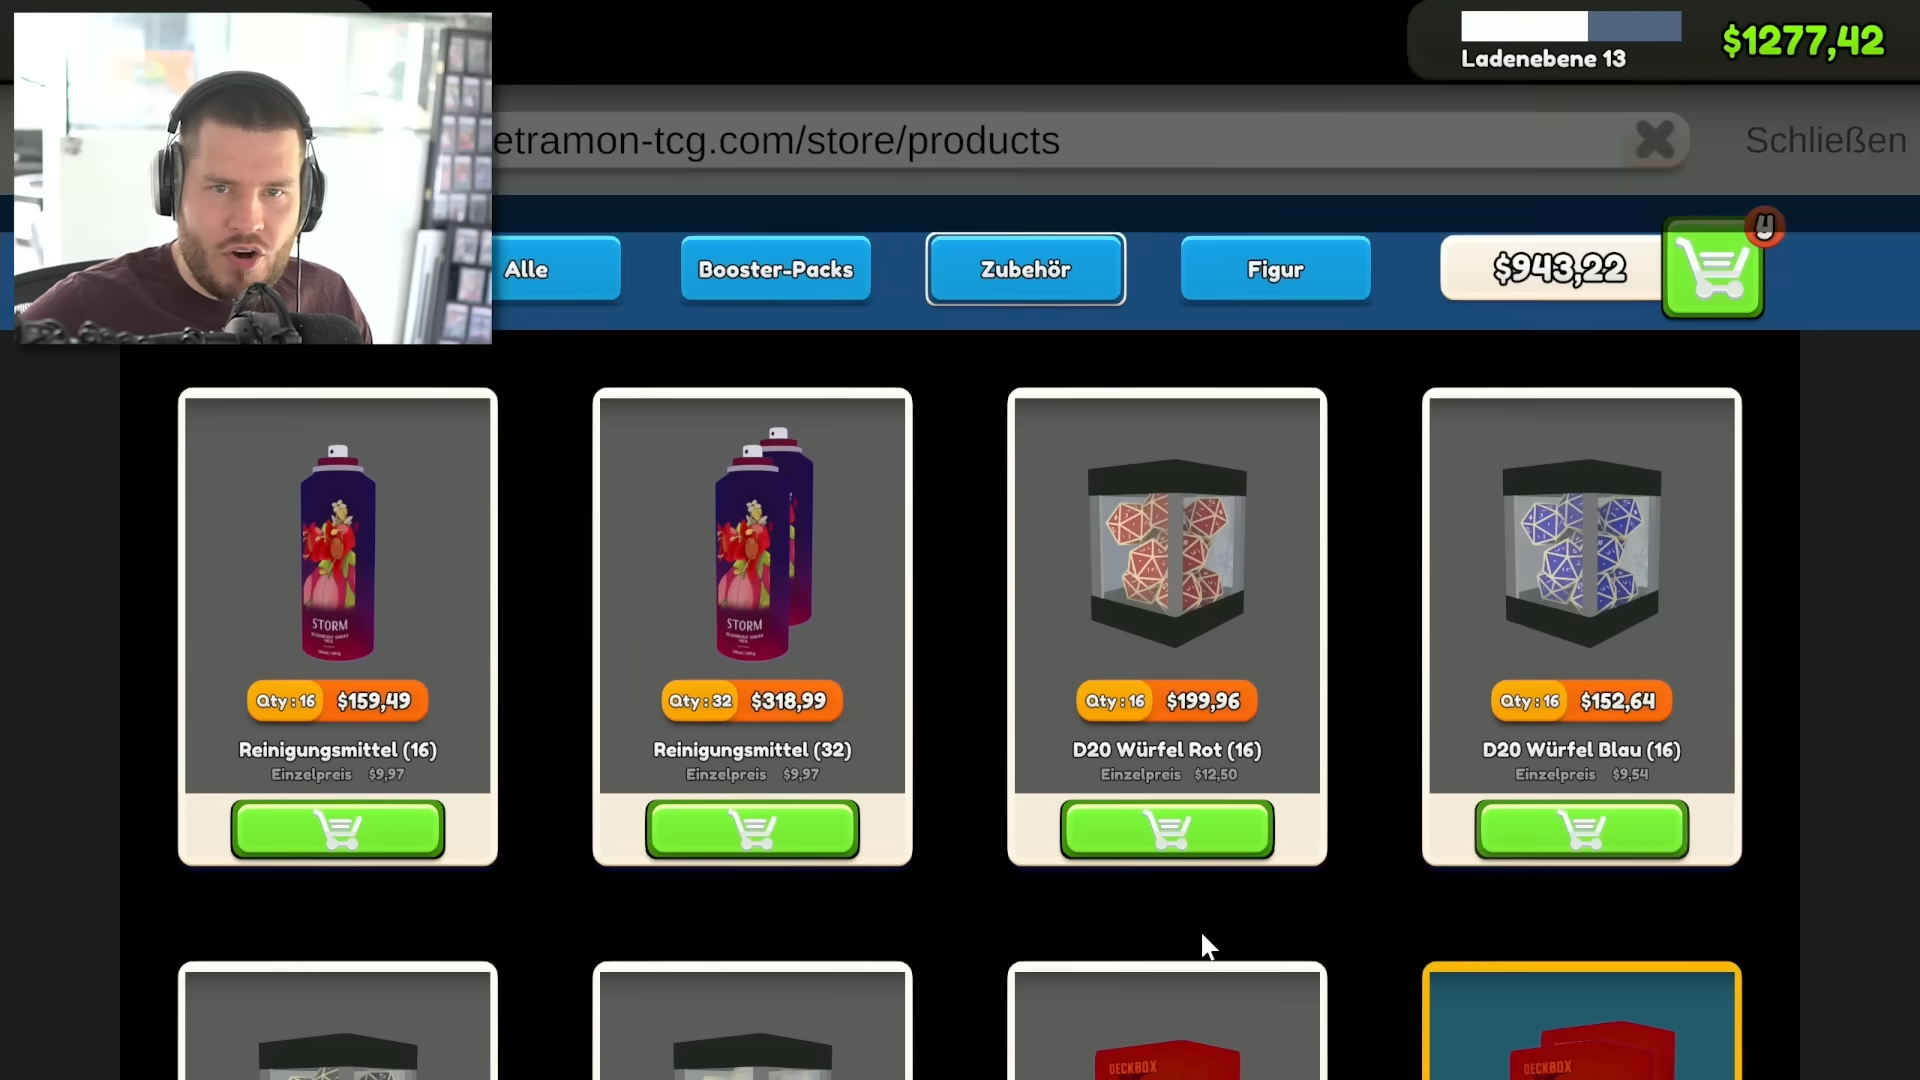 $1277,42
Ladenebene 13
etramon-tcg.com/store/products
Schließen
Alle
Booster-Packs
Zubehör
Figur
$943,22
4
STORM
Qty:16 $159,49
Reinigungsmittel (16)
Einzelpreis $9,97
STORM
Qty:32 $318,99
Reinigungsmittel (32)
Einzelpreis $9,97
Qty:16 $199,96
D20 Würfel Rot (16)
Einzelpreis $12,50
Qty:16 $152,64
D20 Würfel Blau (16)
Einzelpreis $9,54
DECKBOX
DECKBOX